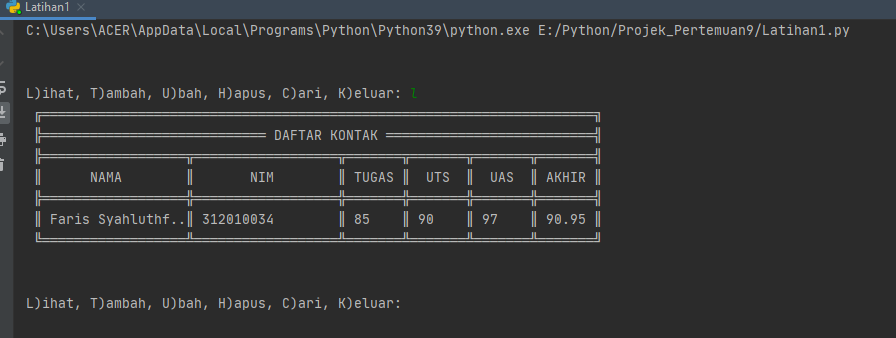 Latihan1
C:\Users\ACER\AppData\Local\Programs\Python\Python39\python.exe E:/Python/Projek_Pertemuan9/Latihan1.py
L)ihat, T)ambah, U)bah, H)apus, C)ari, K)eluar: l
DAFTAR KONTAK
NAMA NIM TUGAS UTS UAS AKHIR
Faris Syahluthf.. 312010034 85 90 97 90.95
L)ihat, T)ambah, U)bah, H)apus, C)ari, K)eluar: